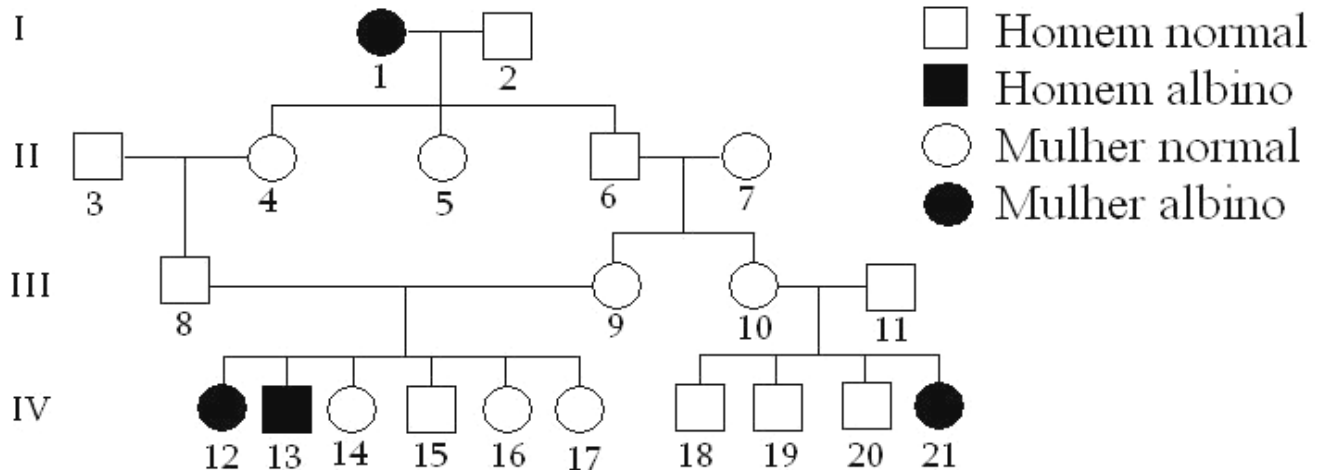 I
1
2
Homem normal
Homem albino
Mulher normal
Mulher albino
II
3
4
5
6
7
III
8
9
10
11
IV
12 13 14 15 16 17 18 19 20 21